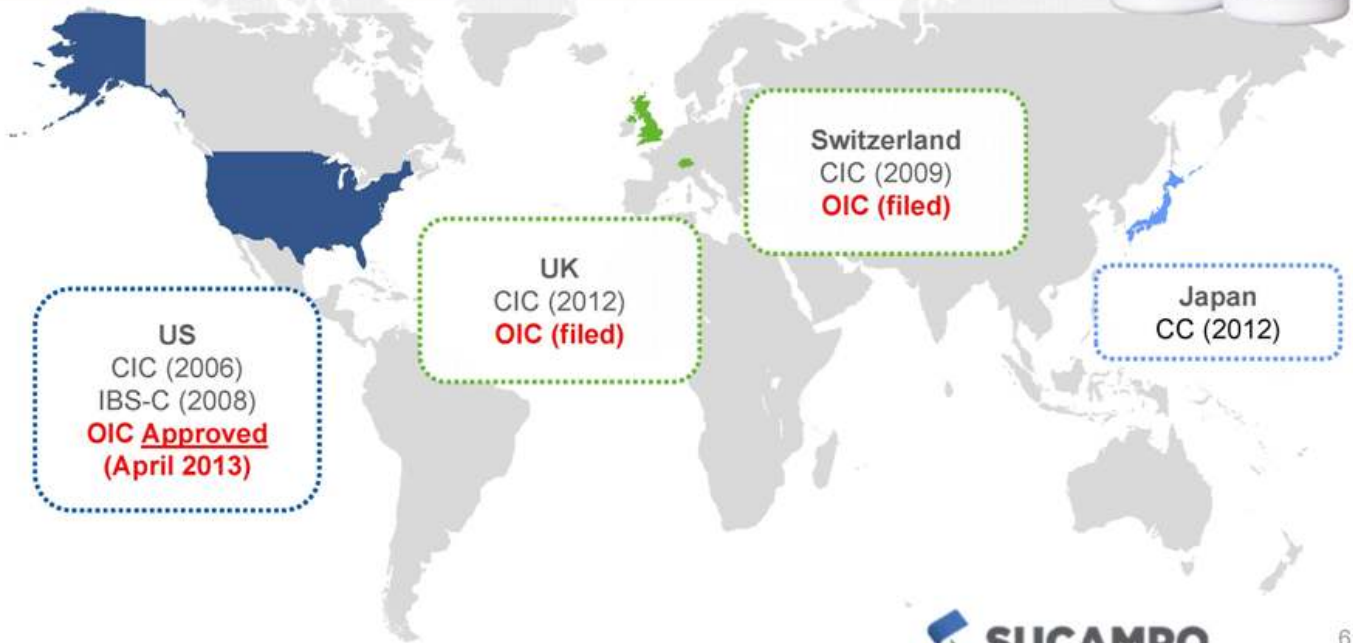 Switzerland
CIC (2009)
OIC (filed)
UK
CIC (2012)
OIC (filed)
Japan
CC (2012)
US
CIC (2006)
IBS-C (2008)
OIC Approved
(April 2013)
SUCAMPO
6